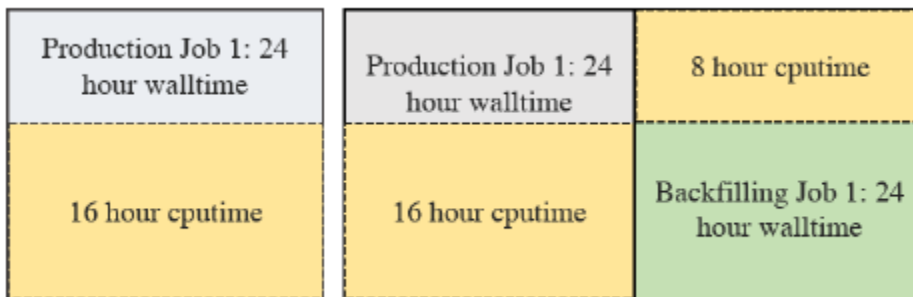 Production Job 1: 24
hour walltime
16 hour cputime
Production Job 1: 24
hour walltime
16 hour cputime
8 hour cputime
Backfilling Job 1: 24
hour walltime